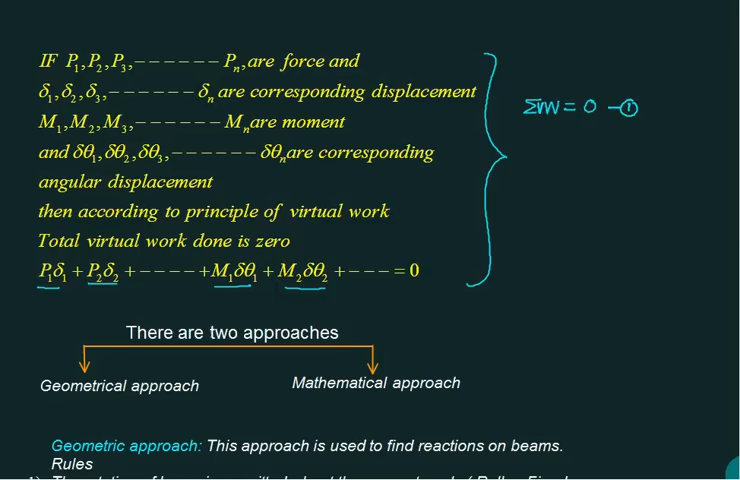 IF P₁, P₂, P₃, ------ Pₙ, are force and
δ₁, δ₂, δ₃, ------ δₙ are corresponding displacement
M₁, M₂, M₃, ------ Mₙ are moment
and δθ₁, δθ₂, δθ₃, ------ δθₙ are corresponding
angular displacement
then according to principle of virtual work
Total virtual work done is zero
P₁δ₁ + P₂δ₂ + ---- + M₁δθ₁ + M₂δθ₂ + --- = 0
= 0 — ①
There are two approaches
Geometrical approach
Mathematical approach
Geometric approach: This approach is used to find reactions on beams.
Rules